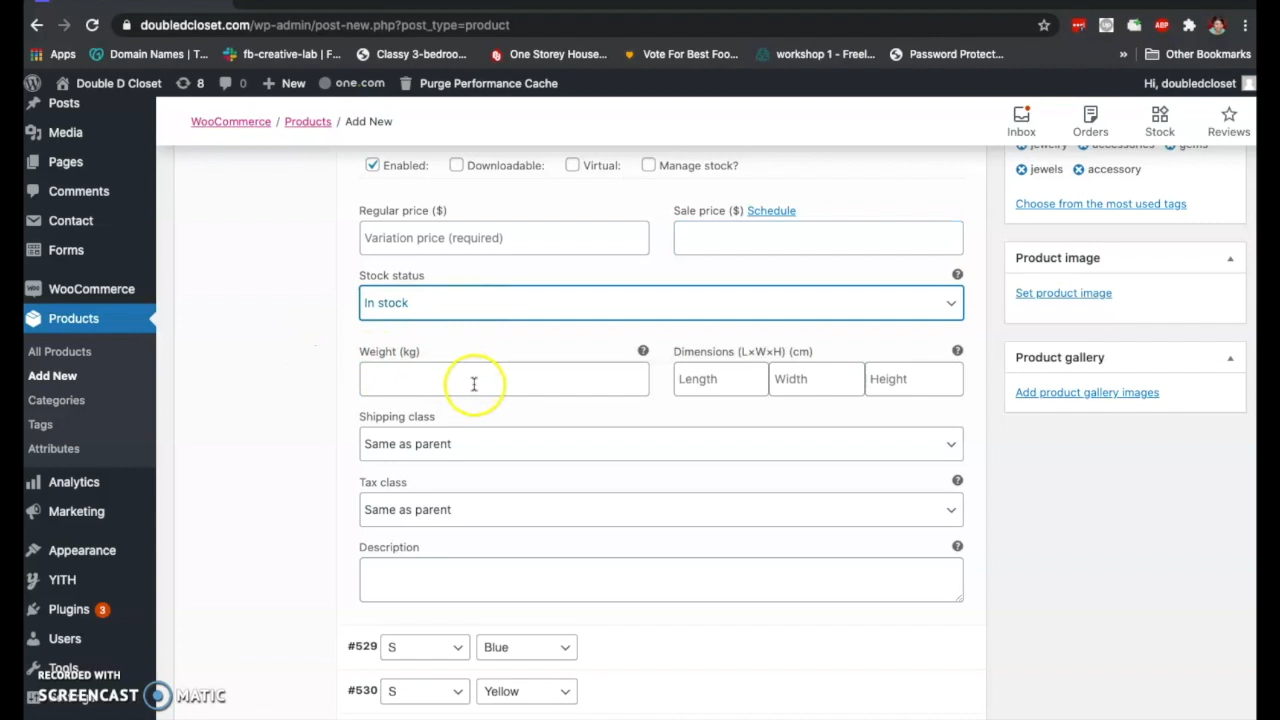 doubledcloset.com/wp-admin/post-new.php?post_type=product
ABP
Apps
Domain Names | T...
fb-creative-lab | F...
Classy 3-bedroo...
One Storey House...
Vote For Best Foo...
workshop 1 - Freel...
Password Protect...
»
Other Bookmarks
Double D Closet
8
0
New
one.com
Purge Performance Cache
Hi, doubledcloset
Posts
Media
Pages
Comments
Contact
Forms
WooCommerce
Products
All Products
Add New
Categories
Tags
Attributes
Analytics
Marketing
Appearance
YITH
Plugins 3
Users
Tools
RECORDED WITH
SCREENCAST MATIC
WooCommerce / Products / Add New
Inbox
Orders
Stock
Reviews
Enabled:
Downloadable:
Virtual:
Manage stock?
Regular price ($)
Variation price (required)
Sale price ($) Schedule
Stock status
In stock
Weight (kg)
Dimensions (L×W×H) (cm)
Length
Width
Height
Shipping class
Same as parent
Tax class
Same as parent
Description
#529 S Blue
#530 S Yellow
jewelry accessories gems
jewels accessory
Choose from the most used tags
Product image
Set product image
Product gallery
Add product gallery images